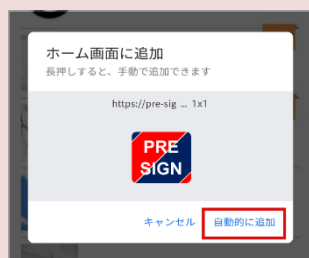 ホーム画面に追加
長押しすると、手動で追加できます
https://pre-sig ... 1x1
PRE
SIGN
キャンセル 自動的に追加